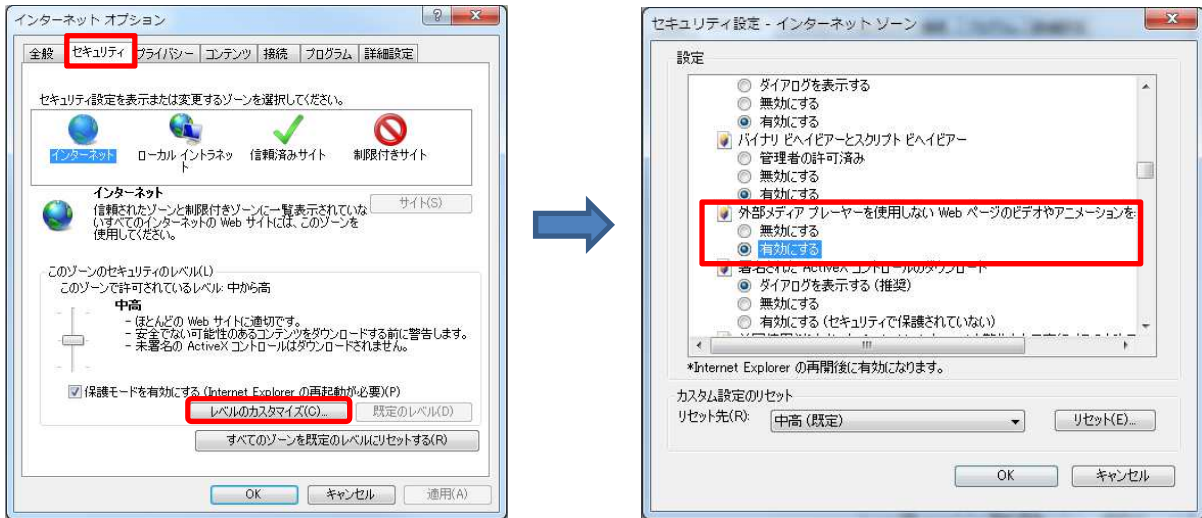 インターネット オプション
全般 セキュリティ プライバシー コンテンツ 接続 プログラム 詳細設定
セキュリティ設定を表示または変更するゾーンを選択してください。
インターネット
ローカル イントラネッ
ト
信頼済みサイト
制限付きサイト
インターネット
サイト(S)
信頼されたゾーンと制限付きゾーンに一覧表示されていな
いすべてのインターネットの Web サイトには、このゾーンを
使用してください。
このゾーンのセキュリティのレベル(L)
このゾーンで許可されているレベル: 中から高
中高
- ほとんどの Web サイトに適切です。
- 安全でない可能性のあるコンテンツをダウンロードする前に警告します。
- 未署名の ActiveX コントロールはダウンロードされません。
保護モードを有効にする (Internet Explorer の再起動が必要)(P)
レベルのカスタマイズ(C)...
既定のレベル(D)
すべてのゾーンを既定のレベルにリセットする(R)
OK キャンセル 適用(A)
セキュリティ設定 - インターネット ゾーン
設定
ダイアログを表示する
無効にする
有効にする
バイナリ ビヘイビアーとスクリプト ビヘイビアー
管理者の許可済み
無効にする
有効にする
外部メディア プレーヤーを使用しない Web ページのビデオやアニメーションを
無効にする
有効にする
署名された ActiveX コントロールのダウンロード
ダイアログを表示する (推奨)
無効にする
有効にする (セキュリティで保護されていない)
*Internet Explorer の再開後に有効になります。
カスタム設定のリセット
リセット先(R):
中高 (既定)
リセット(E)...
OK キャンセル